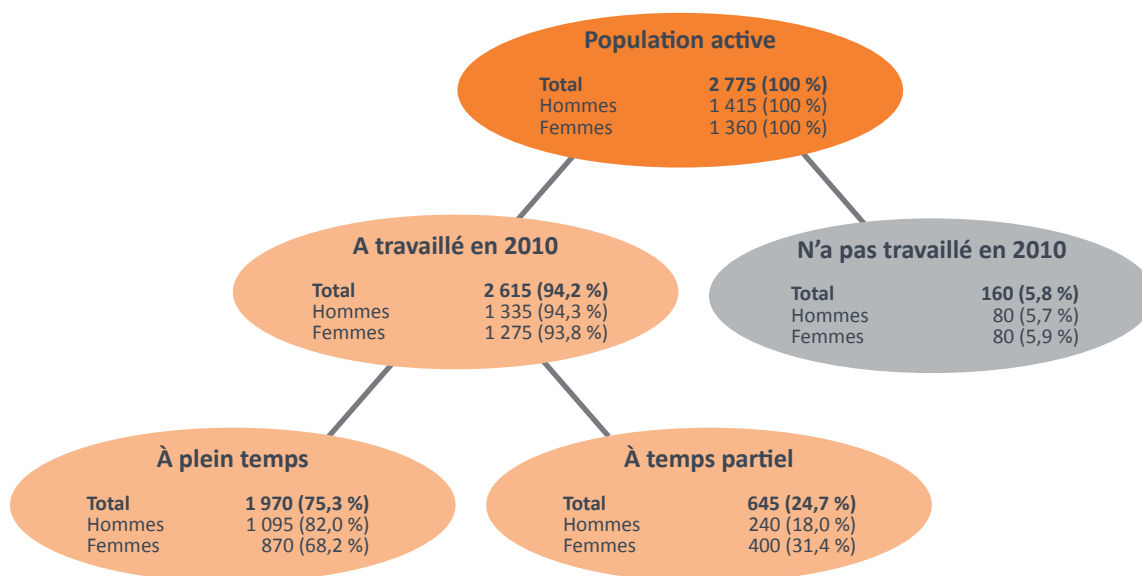 Population active
Total 2 775 (100 %)
Hommes 1 415 (100 %)
Femmes 1 360 (100 %)
A travaillé en 2010
Total 2 615 (94,2 %)
Hommes 1 335 (94,3 %)
Femmes 1 275 (93,8 %)
N'a pas travaillé en 2010
Total 160 (5,8 %)
Hommes 80 (5,7 %)
Femmes 80 (5,9 %)
À plein temps
Total 1 970 (75,3 %)
Hommes 1 095 (82,0 %)
Femmes 870 (68,2 %)
À temps partiel
Total 645 (24,7 %)
Hommes 240 (18,0 %)
Femmes 400 (31,4 %)